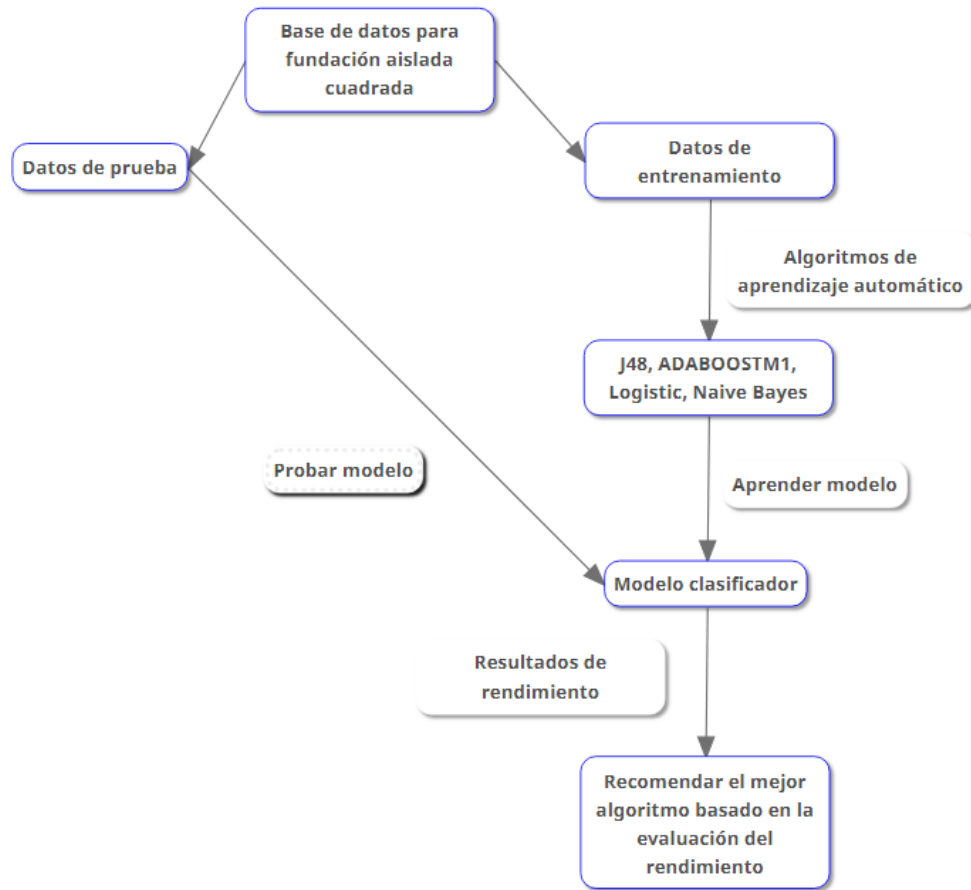 Base de datos para
fundación aislada
cuadrada
Datos de prueba
Datos de
entrenamiento
Algoritmos de
aprendizaje automático
J48, ADABOOSTM1,
Logistic, Naive Bayes
Probar modelo
Aprender modelo
Modelo clasificador
Resultados de
rendimiento
Recomendar el mejor
algoritmo basado en la
evaluación del
rendimiento